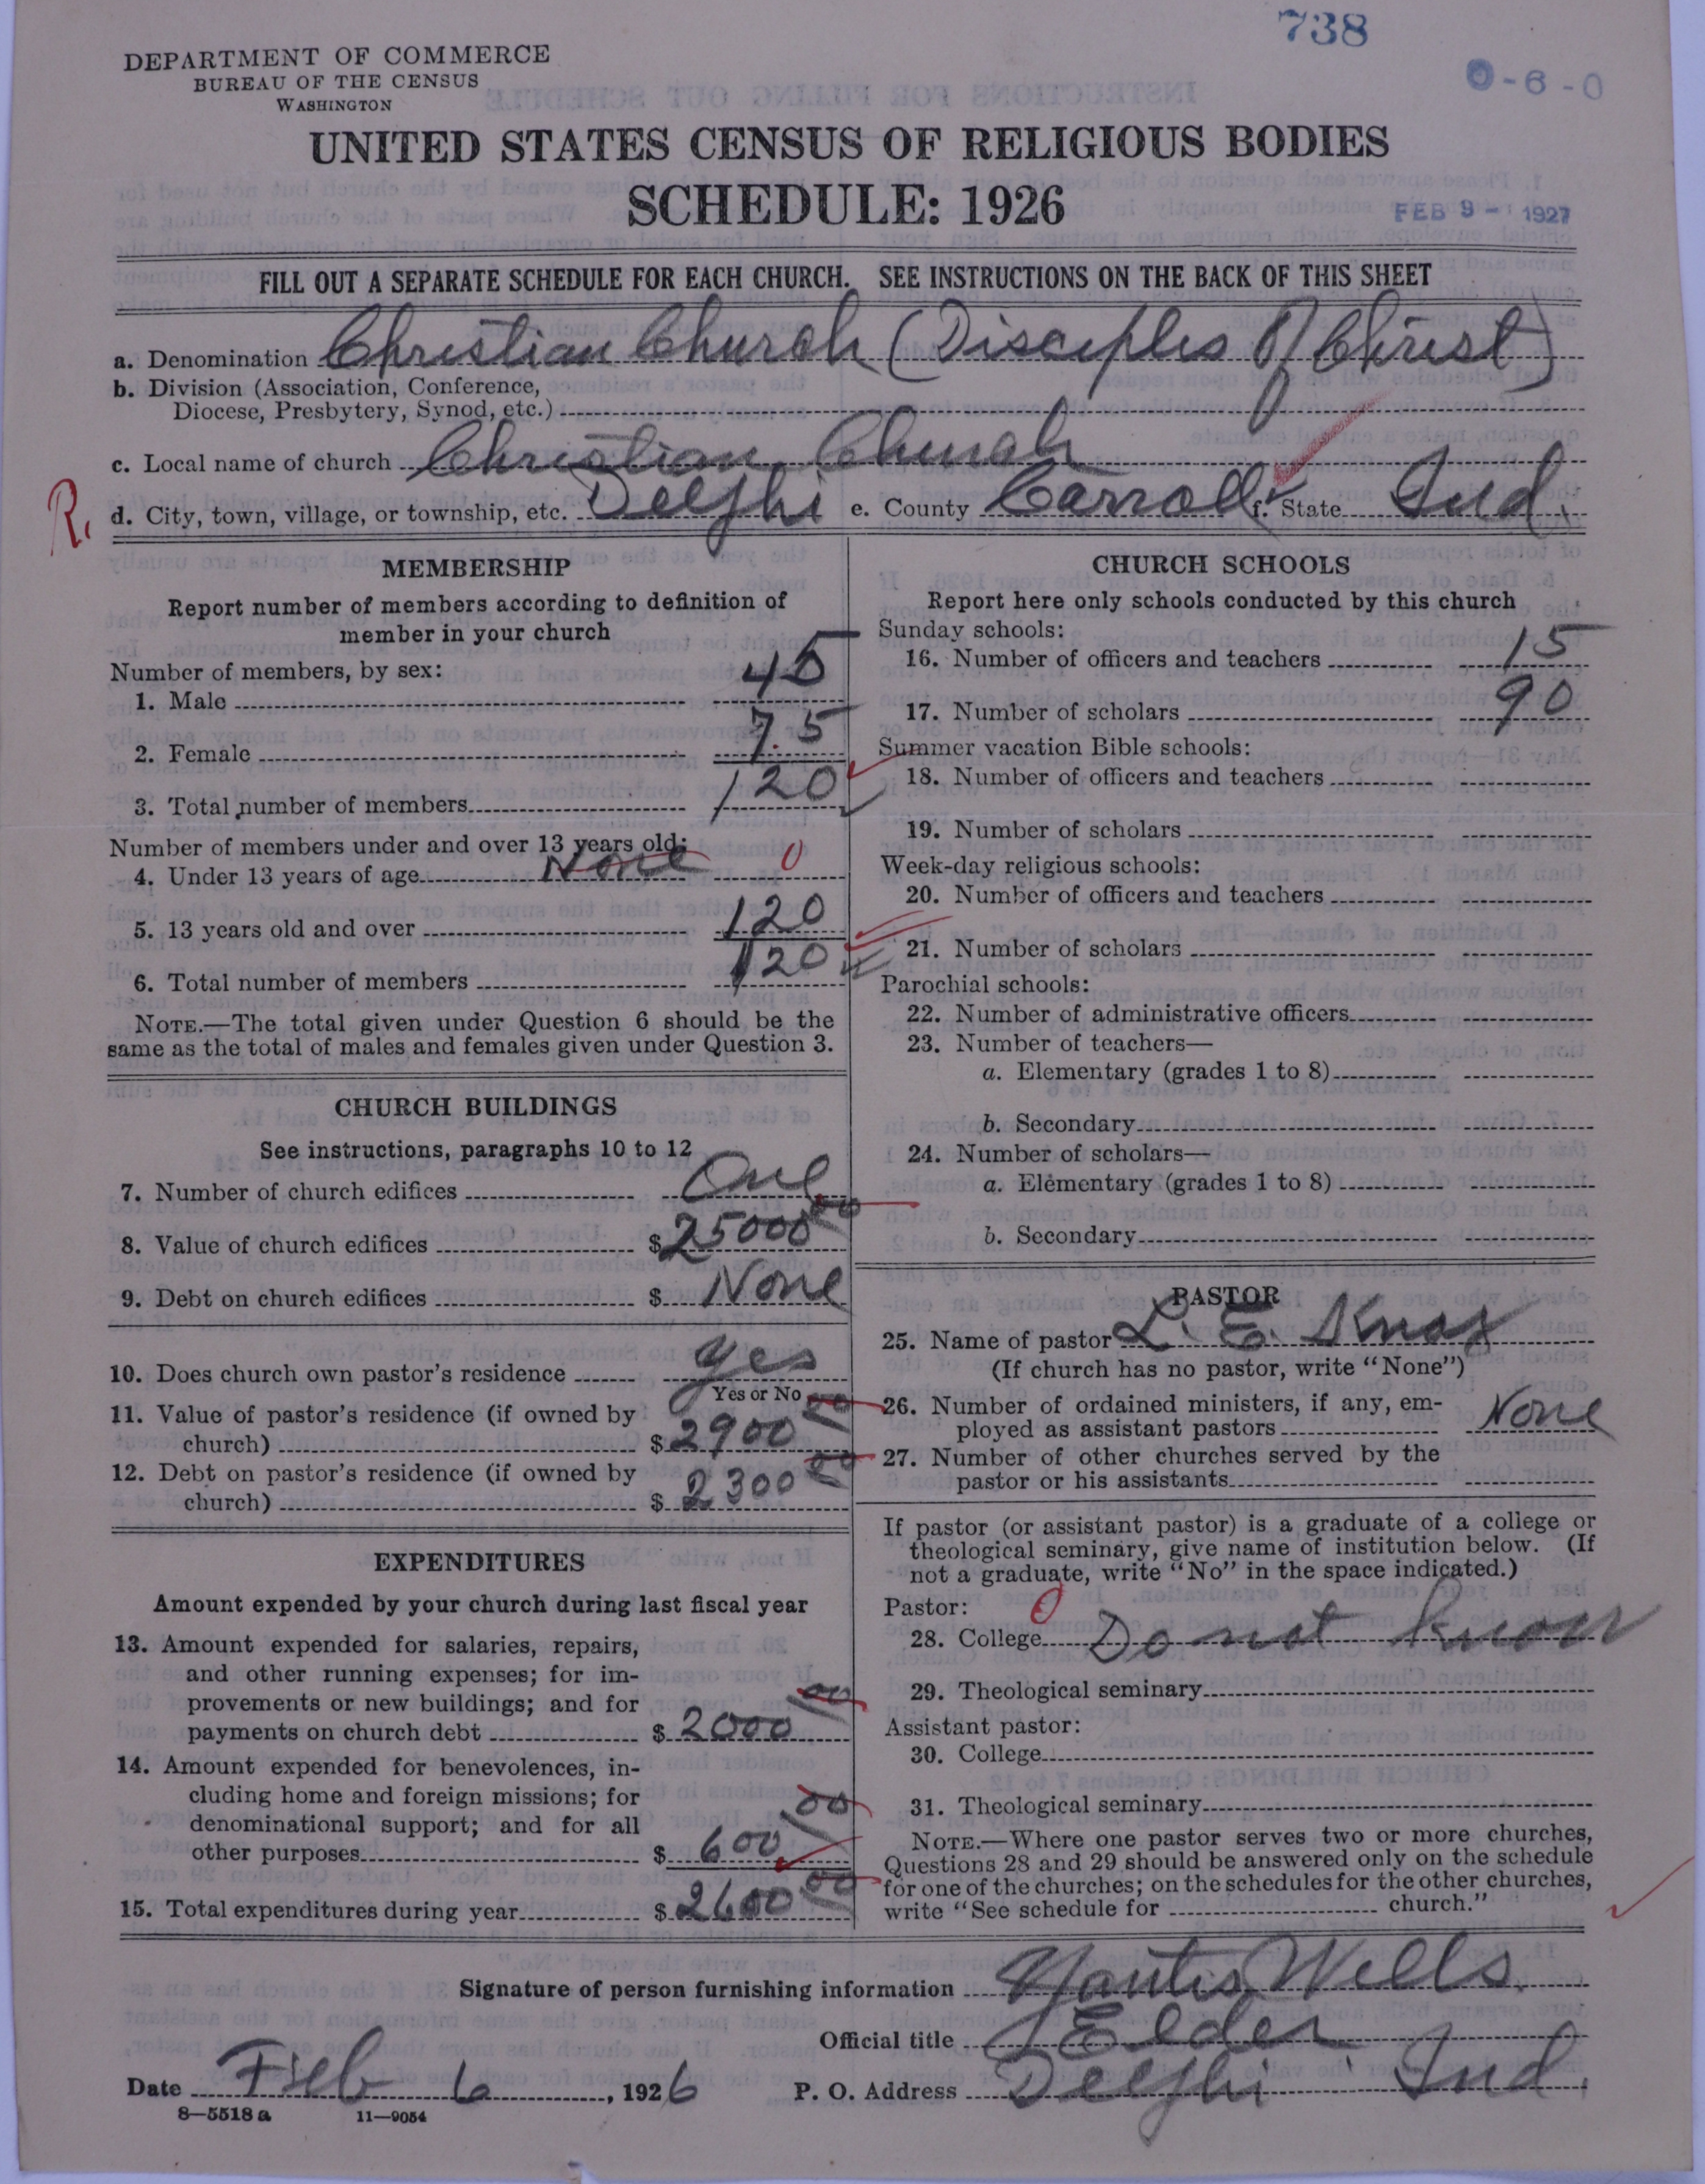 738
0-6-0
DEPARTMENT OF COMMERCE
BUREAU OF THE CENSUS
WASHINGTON
UNITED STATES CENSUS OF RELIGIOUS BODIES
SCHEDULE: 1926
FEB 9 - 1927
FILL OUT A SEPARATE SCHEDULE FOR EACH CHURCH. SEE INSTRUCTIONS ON THE BACK OF THIS SHEET
a. Denomination Christian Church (Disciples of Christ)
b. Division (Association, Conference,
Diocese, Presbytery, Synod, etc.)
c. Local name of church Christian Church
R. d. City, town, village, or township, etc. Delphi e. County Carroll f. State Ind.
MEMBERSHIP
Report number of members according to definition of
member in your church
Number of members, by sex:
1. Male 45
2. Female 75
3. Total number of members 120
Number of members under and over 13 years old:
4. Under 13 years of age None 0
5. 13 years old and over 120
6. Total number of members 120
NOTE.—The total given under Question 6 should be the
same as the total of males and females given under Question 3.
CHURCH BUILDINGS
See instructions, paragraphs 10 to 12
7. Number of church edifices One
8. Value of church edifices $25000 00
9. Debt on church edifices $ None
10. Does church own pastor's residence yes
Yes or No
11. Value of pastor's residence (if owned by
church) $2900 00
12. Debt on pastor's residence (if owned by
church) $2300 00
EXPENDITURES
Amount expended by your church during last fiscal year
13. Amount expended for salaries, repairs,
and other running expenses; for im-
provements or new buildings; and for
payments on church debt $2000 00
14. Amount expended for benevolences, in-
cluding home and foreign missions; for
denominational support; and for all
other purposes $600 00
15. Total expenditures during year $2600 00
CHURCH SCHOOLS
Report here only schools conducted by this church
Sunday schools:
16. Number of officers and teachers 15
17. Number of scholars 90
Summer vacation Bible schools:
18. Number of officers and teachers
19. Number of scholars
Week-day religious schools:
20. Number of officers and teachers
21. Number of scholars
Parochial schools:
22. Number of administrative officers
23. Number of teachers—
a. Elementary (grades 1 to 8)
b. Secondary
24. Number of scholars—
a. Elementary (grades 1 to 8)
b. Secondary
PASTOR
25. Name of pastor L. E. Knox
(If church has no pastor, write "None")
26. Number of ordained ministers, if any, em-
ployed as assistant pastors None
27. Number of other churches served by the
pastor or his assistants
If pastor (or assistant pastor) is a graduate of a college or
theological seminary, give name of institution below. (If
not a graduate, write "No" in the space indicated.)
Pastor: 0
28. College Do not know
29. Theological seminary
Assistant pastor:
30. College
31. Theological seminary
NOTE.—Where one pastor serves two or more churches,
Questions 28 and 29 should be answered only on the schedule
for one of the churches; on the schedules for the other churches,
write "See schedule for church."
Signature of person furnishing information Wells
Official title Elder
Date Feb 6, 1926 P. O. Address Delphi Ind.
8—5518 a 11—9054